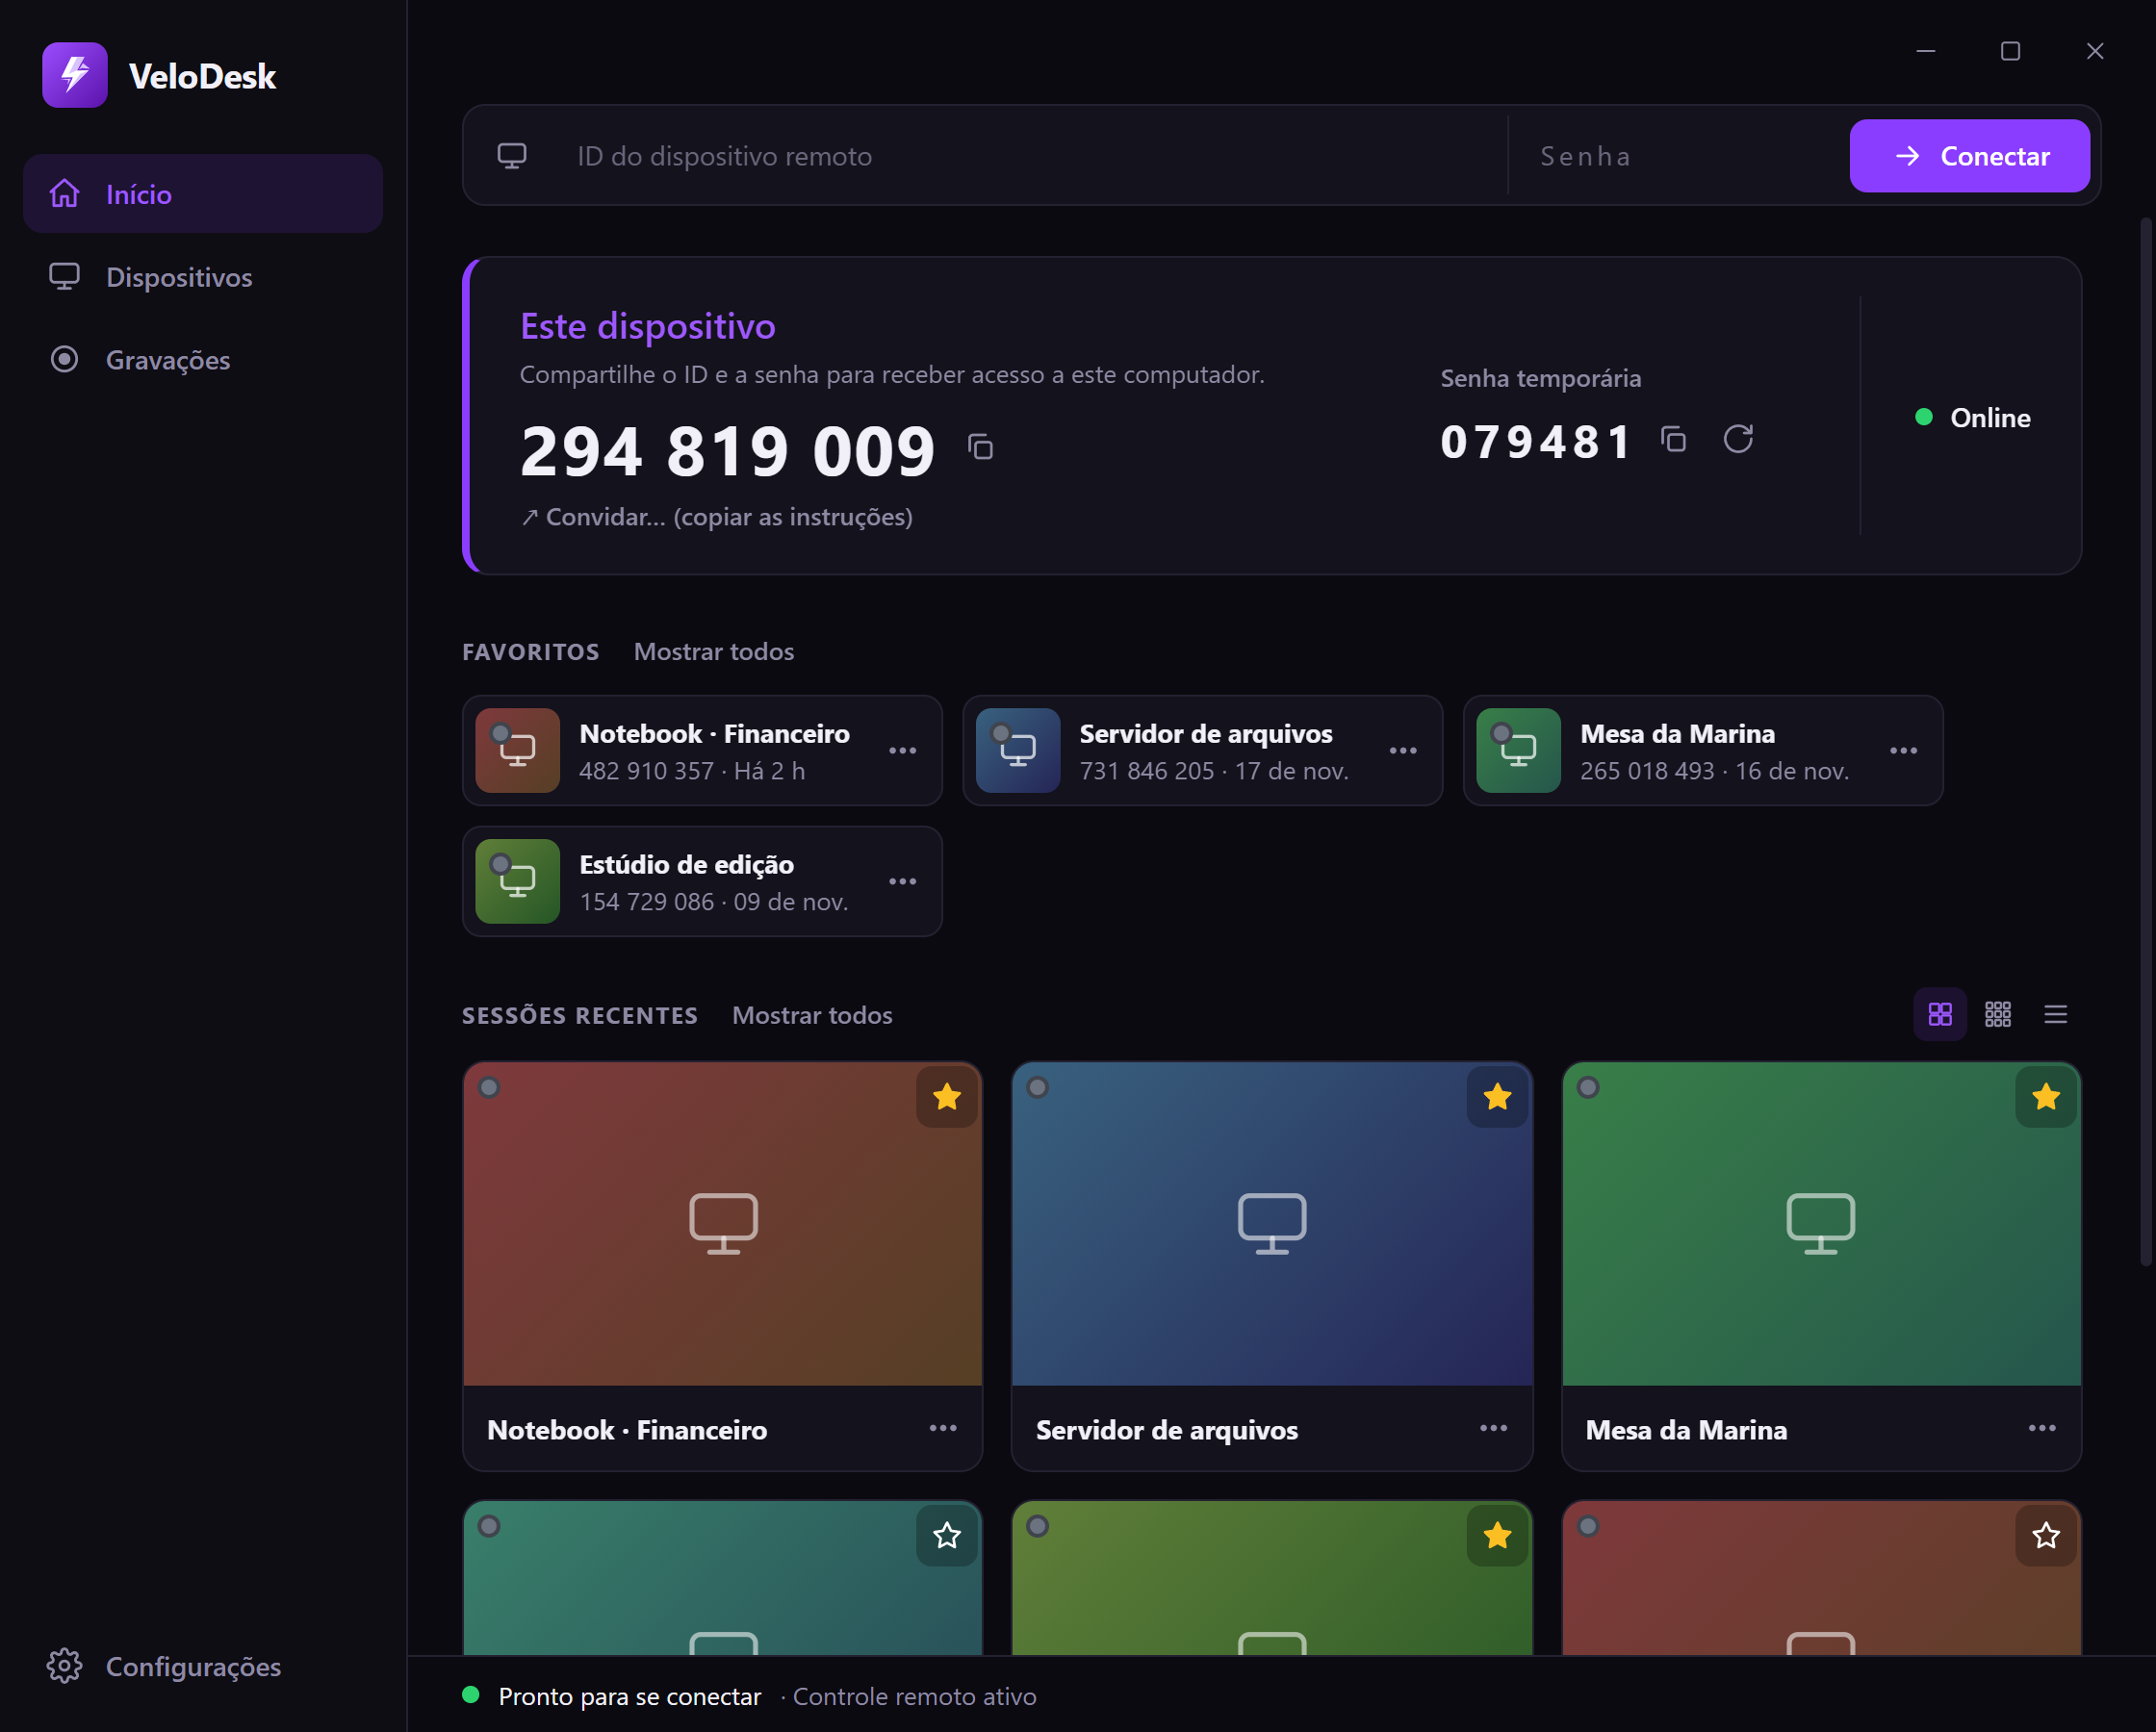 VeloDesk
Início
Dispositivos
Gravações
Configurações
ID do dispositivo remoto
Senha
Conectar
Este dispositivo
Compartilhe o ID e a senha para receber acesso a este computador.
294 819 009
↗ Convidar... (copiar as instruções)
Senha temporária
079481
Online
FAVORITOS Mostrar todos
Notebook · Financeiro
482 910 357 · Há 2 h
Servidor de arquivos
731 846 205 · 17 de nov.
Mesa da Marina
265 018 493 · 16 de nov.
Estúdio de edição
154 729 086 · 09 de nov.
SESSÕES RECENTES Mostrar todos
Notebook · Financeiro
Servidor de arquivos
Mesa da Marina
Pronto para se conectar · Controle remoto ativo